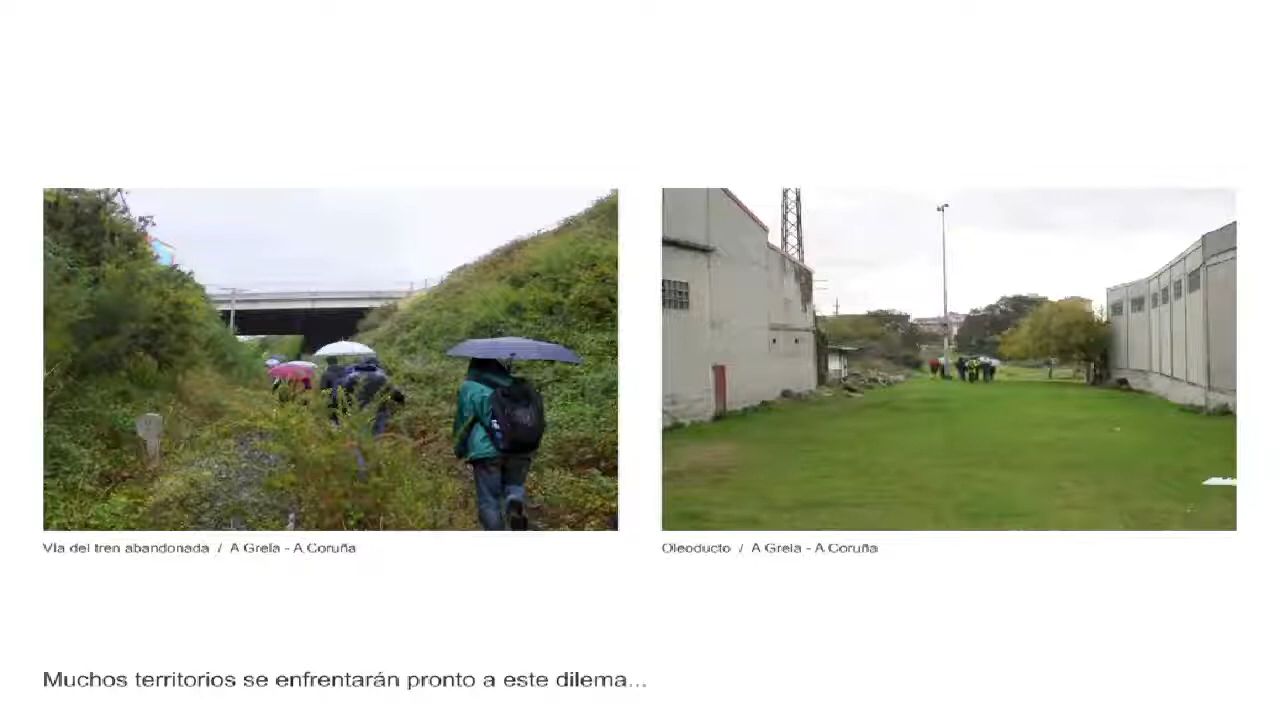 Vía del tren abandonada / A Grela - A Coruña
Oleoducto / A Grela - A Coruña
Muchos territorios se enfrentarán pronto a este dilema...